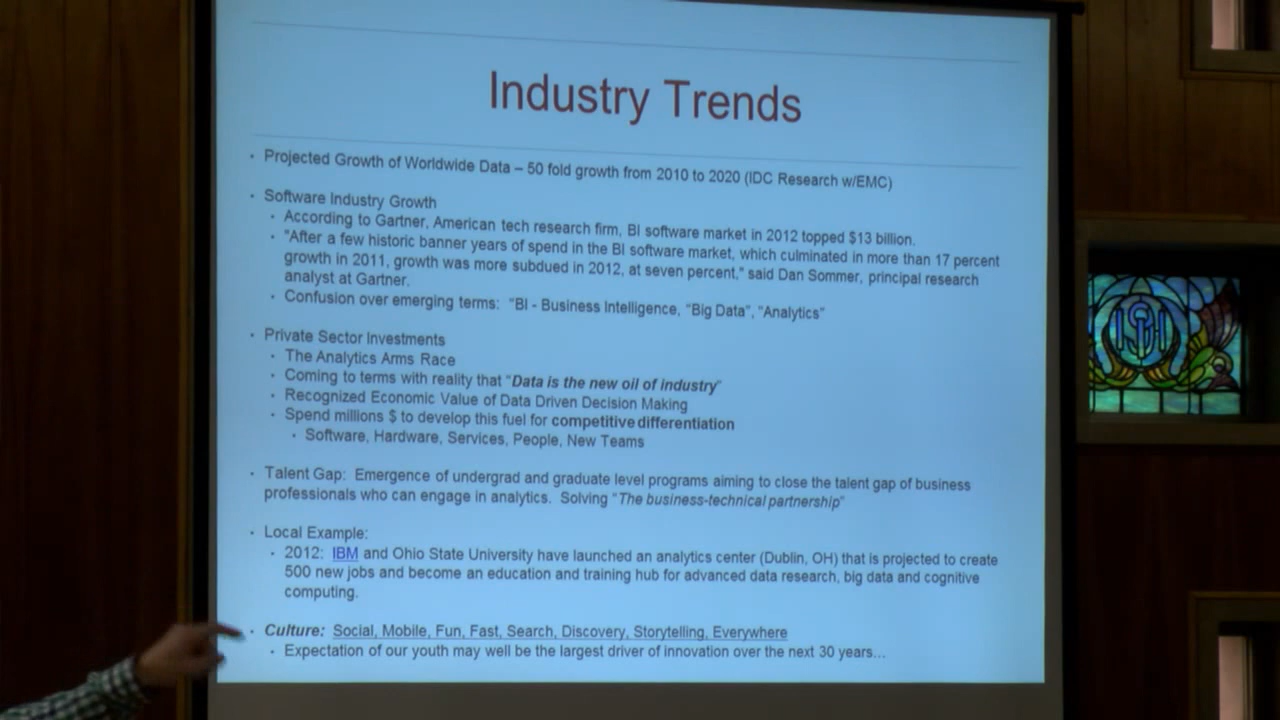 Industry Trends
• Projected Growth of Worldwide Data – 50 fold growth from 2010 to 2020 (IDC Research w/EMC)
• Software Industry Growth
• According to Gartner, American tech research firm, BI software market in 2012 topped $13 billion.
• "After a few historic banner years of spend in the BI software market, which culminated in more than 17 percent
growth in 2011, growth was more subdued in 2012, at seven percent," said Dan Sommer, principal research
analyst at Gartner.
• Confusion over emerging terms: "BI - Business Intelligence, "Big Data", "Analytics"
• Private Sector Investments
• The Analytics Arms Race
• Coming to terms with reality that "Data is the new oil of industry"
• Recognized Economic Value of Data Driven Decision Making
• Spend millions $ to develop this fuel for competitive differentiation
• Software, Hardware, Services, People, New Teams
• Talent Gap: Emergence of undergrad and graduate level programs aiming to close the talent gap of business
professionals who can engage in analytics. Solving "The business-technical partnership"
• Local Example:
• 2012: IBM and Ohio State University have launched an analytics center (Dublin, OH) that is projected to create
500 new jobs and become an education and training hub for advanced data research, big data and cognitive
computing.
• Culture: Social, Mobile, Fun, Fast, Search, Discovery, Storytelling, Everywhere
• Expectation of our youth may well be the largest driver of innovation over the next 30 years...